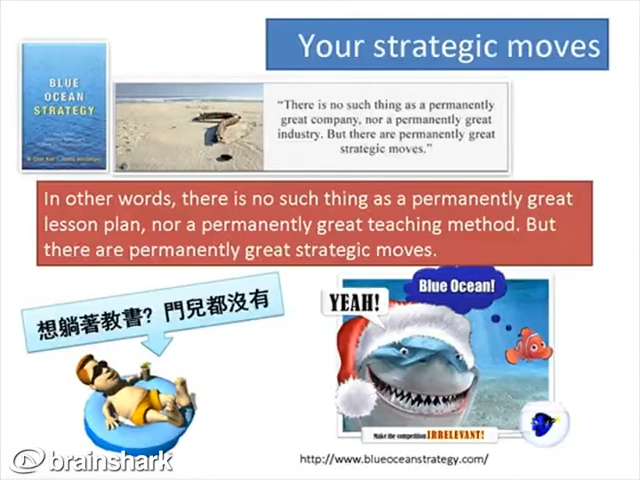 Your strategic moves
BLUE
OCEAN
STRATEGY
“There is no such thing as a permanently
great company, nor a permanently great
industry. But there are permanently great
strategic moves.”
In other words, there is no such thing as a permanently great
lesson plan, nor a permanently great teaching method. But
there are permanently great strategic moves.
想躺著教書? 門兒都沒有
Blue Ocean!
YEAH!
Make the competition IRRELEVANT!
brainshark
http://www.blueoceanstrategy.com/